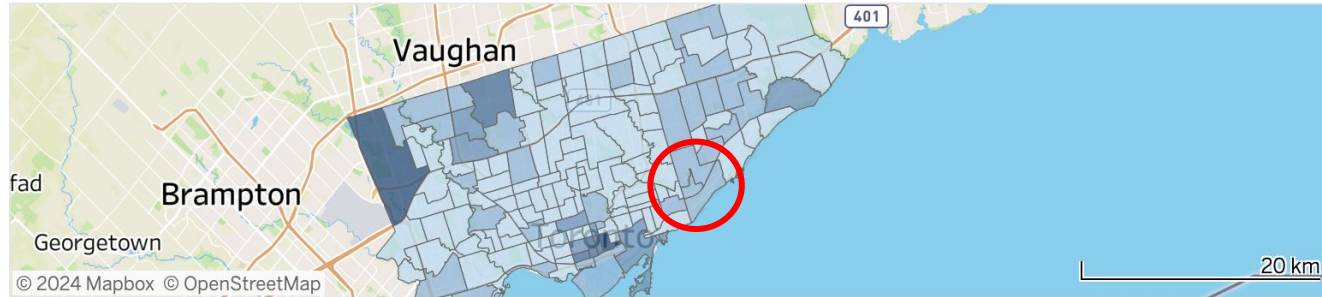 401
Vaughan
401
fad
Brampton
Toronto
Georgetown
20 km
© 2024 Mapbox © OpenStreetMap